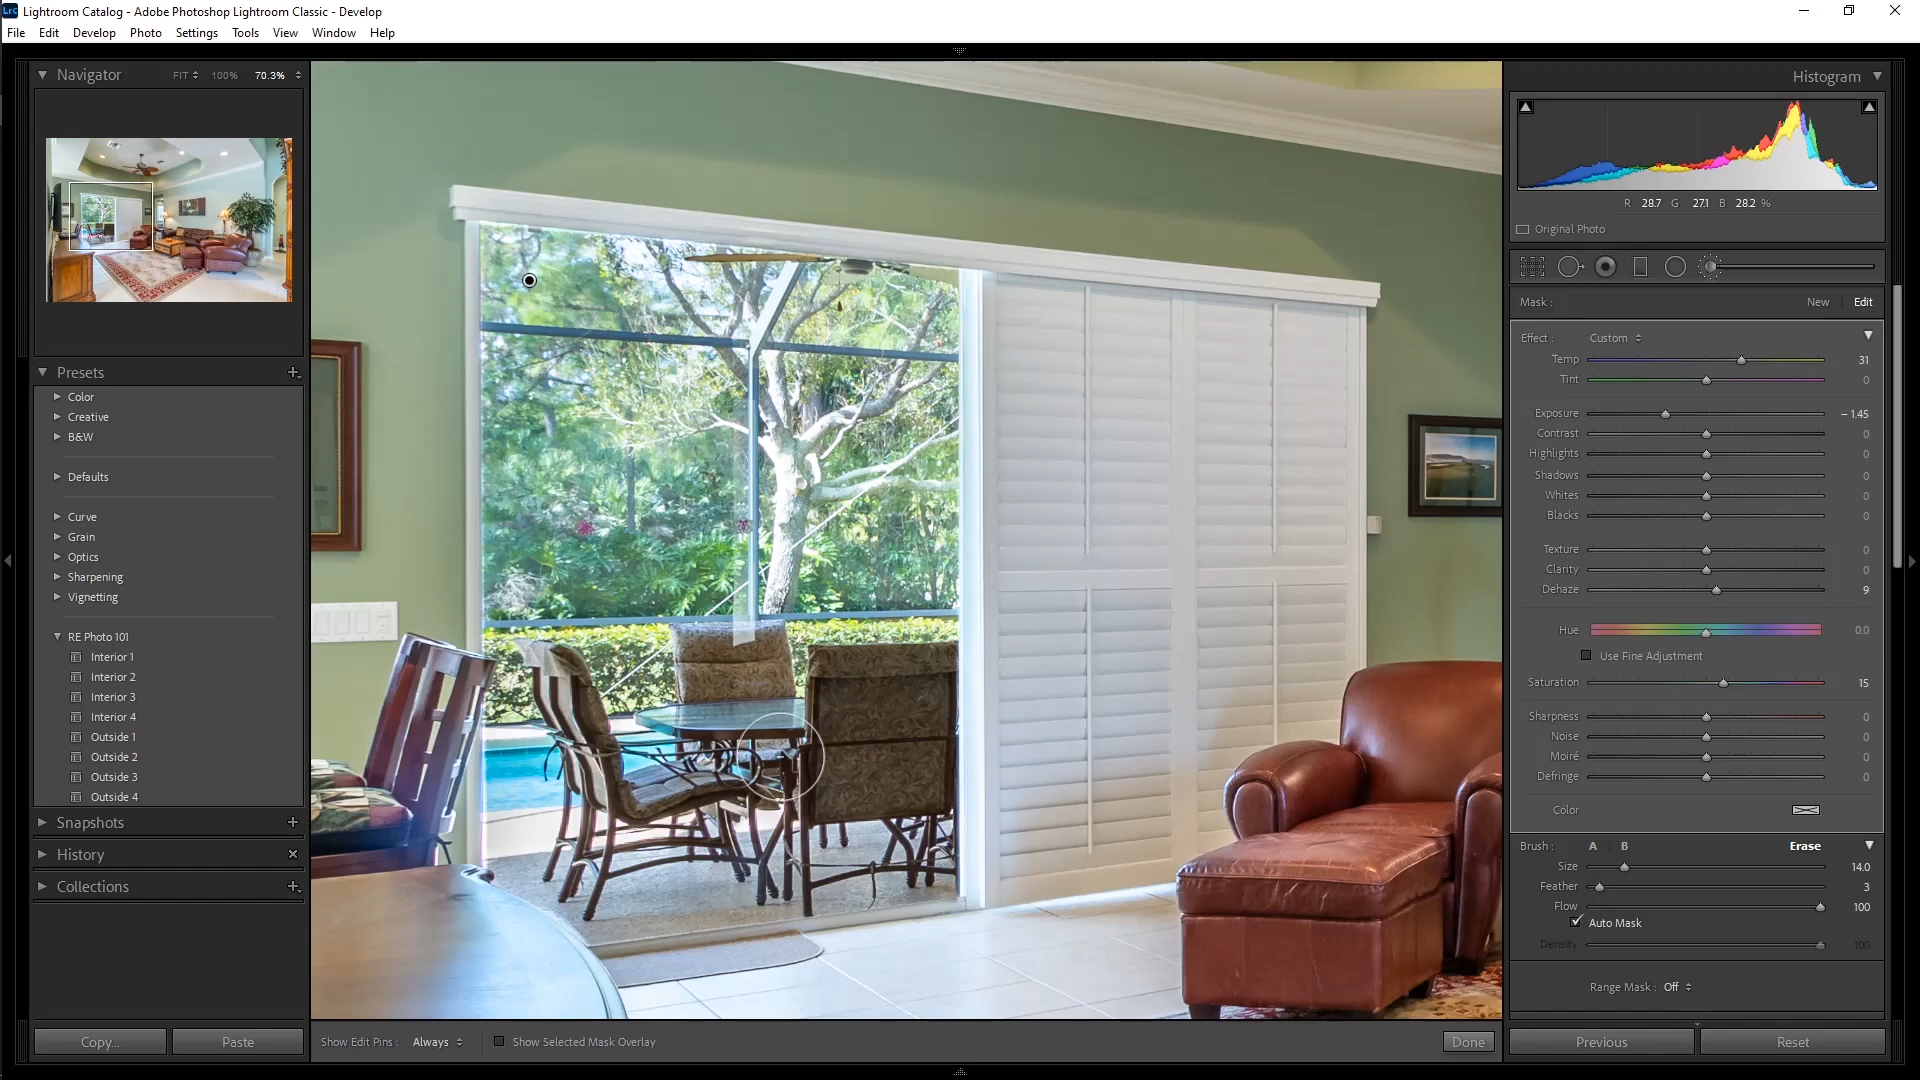 Lrc Lightroom Catalog - Adobe Photoshop Lightroom Classic - Develop
File Edit Develop Photo Settings Tools View Window Help
Navigator FIT 100% 70.3%
Presets
Color
Creative
B&W
Defaults
Curve
Grain
Optics
Sharpening
Vignetting
RE Photo 101
Interior 1
Interior 2
Interior 3
Interior 4
Outside 1
Outside 2
Outside 3
Outside 4
Snapshots
History
Collections
Copy... Paste
Show Edit Pins : Always Show Selected Mask Overlay Done
Histogram
R 28.7 G 27.1 B 28.2 %
Original Photo
Mask : New Edit
Effect : Custom
Temp 31
Tint 0
Exposure – 1.45
Contrast 0
Highlights 0
Shadows 0
Whites 0
Blacks 0
Texture 0
Clarity 0
Dehaze 9
Hue 0.0
Use Fine Adjustment
Saturation 15
Sharpness 0
Noise 0
Moiré 0
Defringe 0
Color
Brush : A B Erase
Size 14.0
Feather 3
Flow 100
Auto Mask
Density 100
Range Mask : Off
Previous Reset